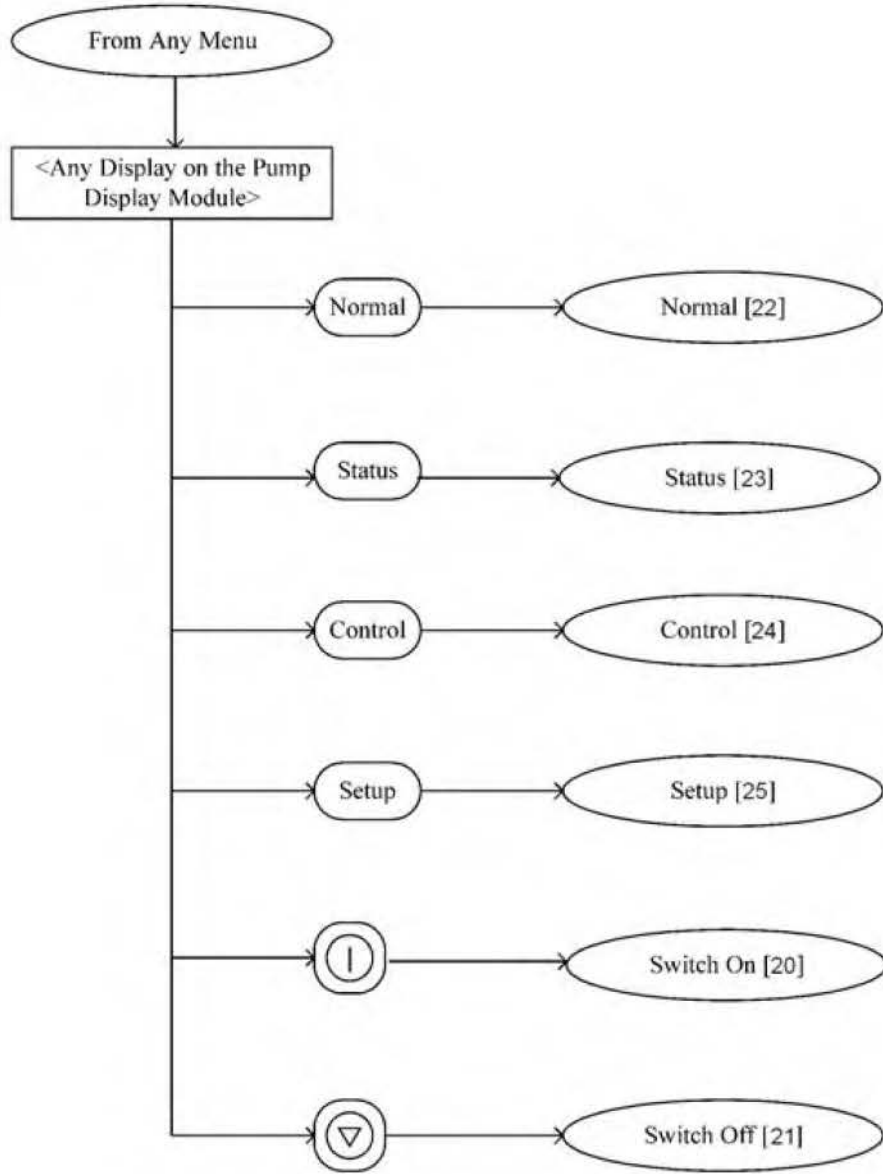 From Any Menu
<Any Display on the Pump
Display Module>
Normal
Normal [22]
Status
Status [23]
Control
Control [24]
Setup
Setup [25]
Switch On [20]
Switch Off [21]